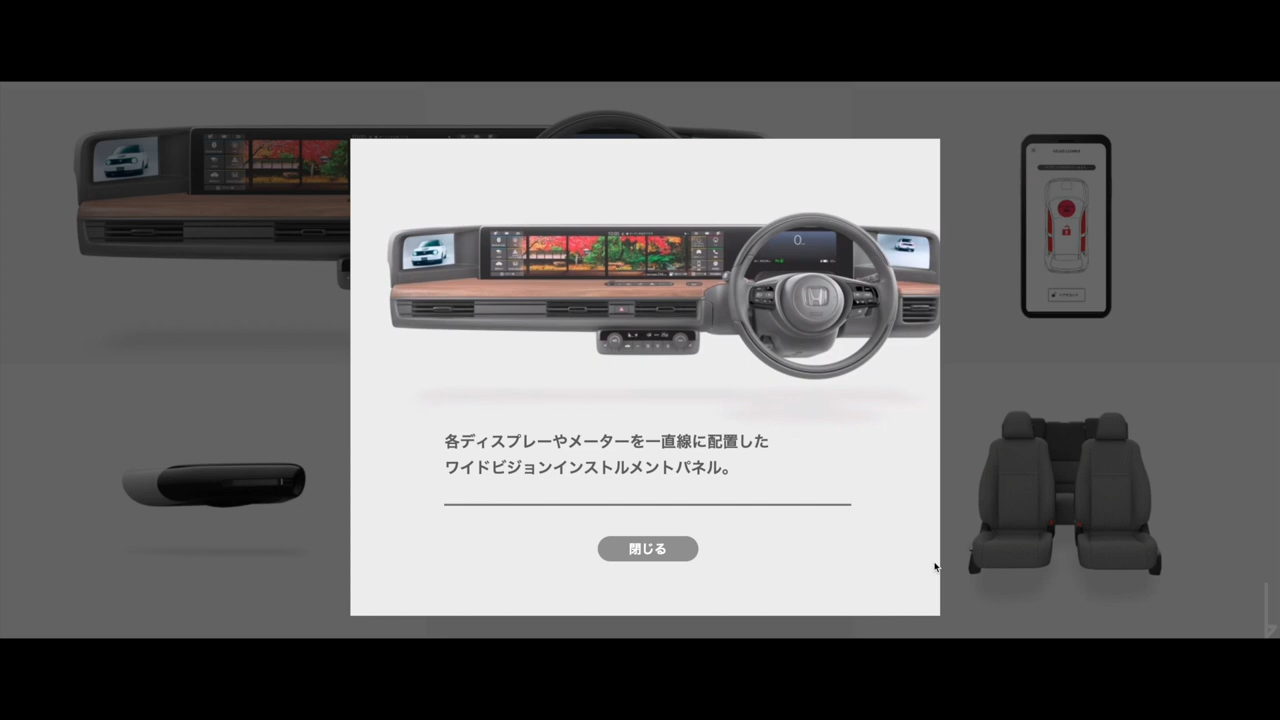 各ディスプレーやメーターを一直線に配置した
ワイドビジョンインストルメントパネル。
閉じる